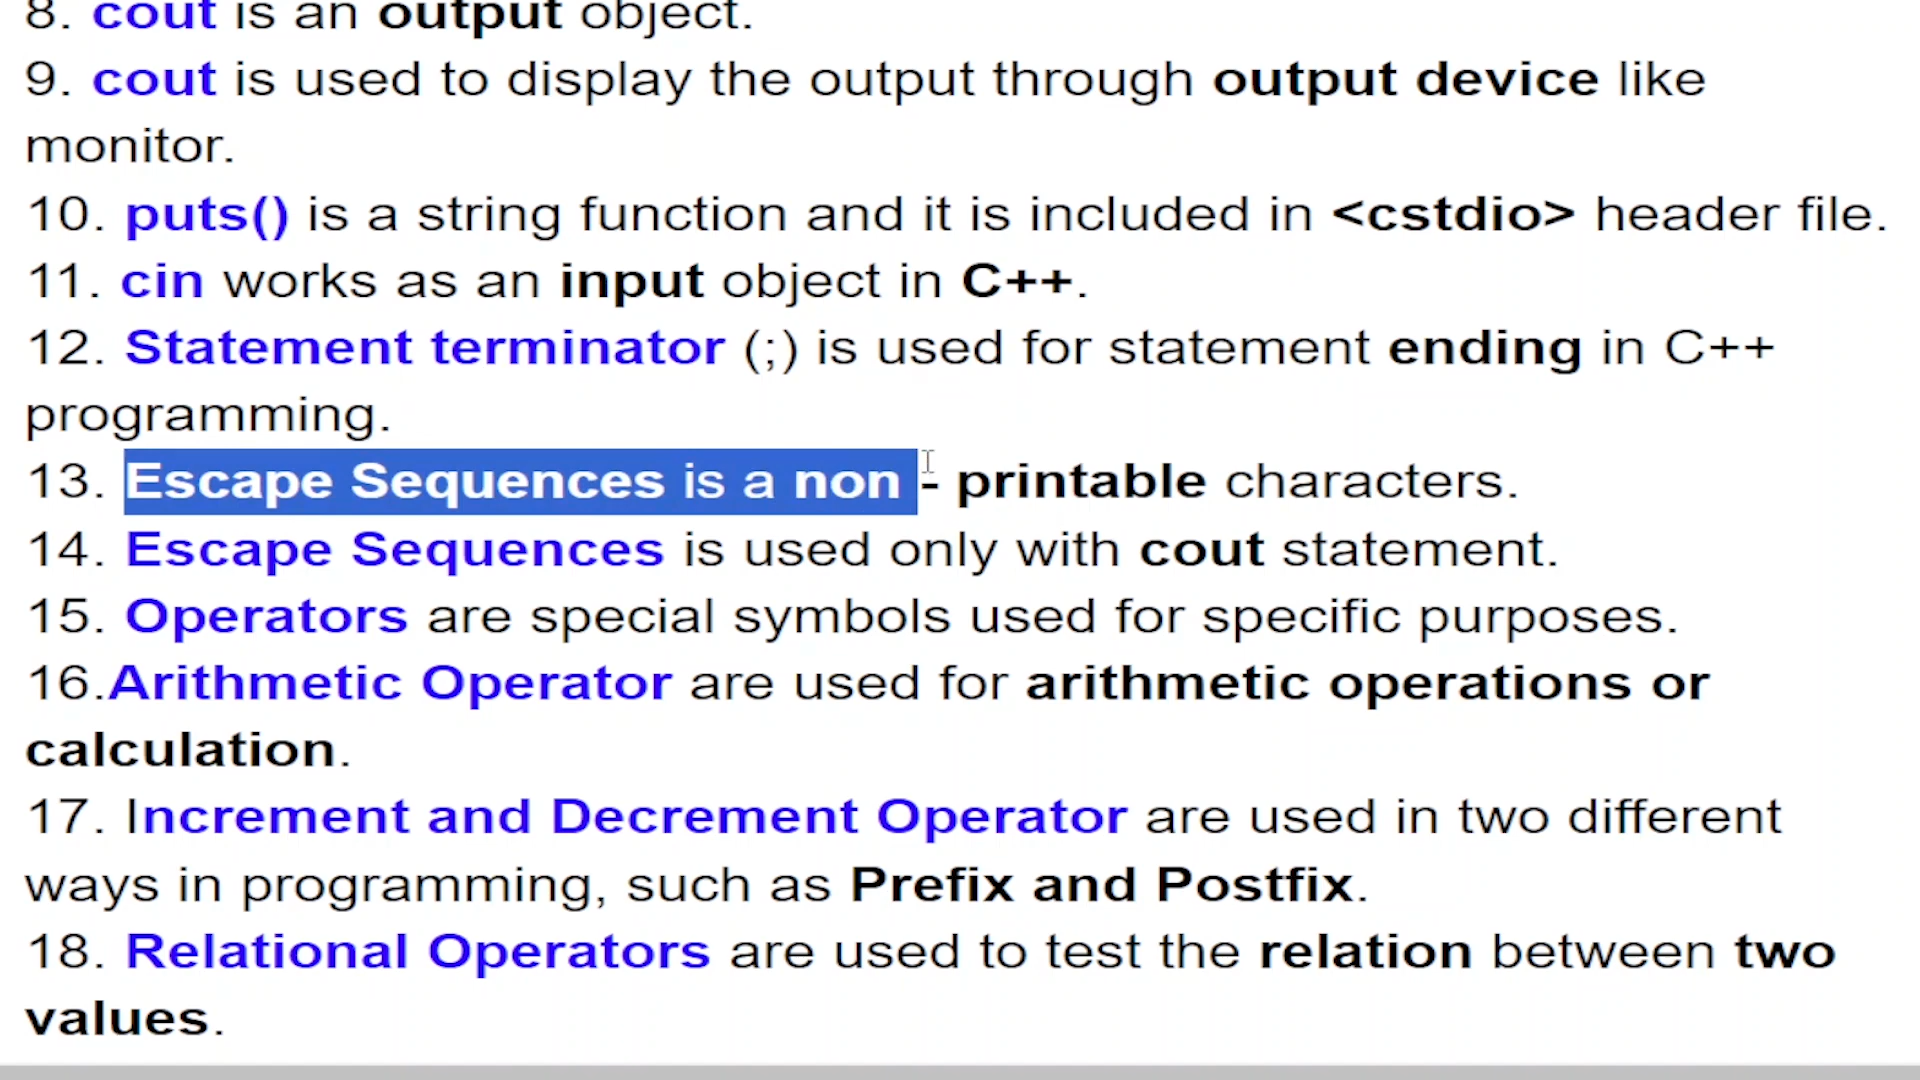 8. cout is an output object.
9. cout is used to display the output through output device like
monitor.
10. puts() is a string function and it is included in <cstdio> header file.
11. cin works as an input object in C++.
12. Statement terminator (;) is used for statement ending in C++
programming.
13. Escape Sequences is a non - printable characters.
14. Escape Sequences is used only with cout statement.
15. Operators are special symbols used for specific purposes.
16.Arithmetic Operator are used for arithmetic operations or
calculation.
17. Increment and Decrement Operator are used in two different
ways in programming, such as Prefix and Postfix.
18. Relational Operators are used to test the relation between two
values.